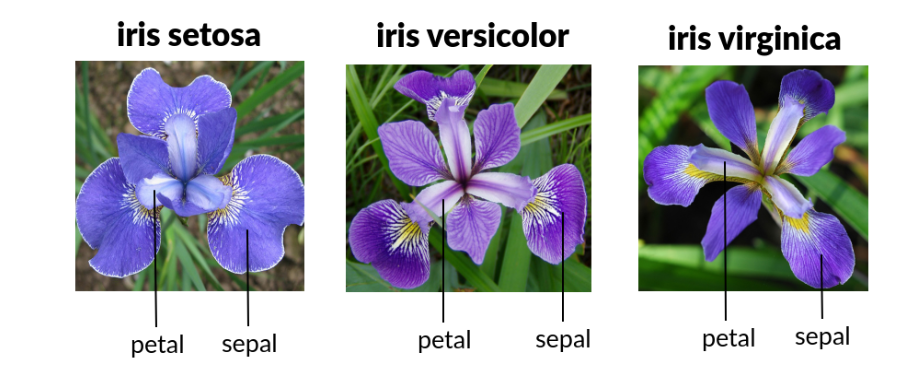 iris setosa
iris versicolor
iris virginica
petal
sepal
petal
sepal
petal
sepal